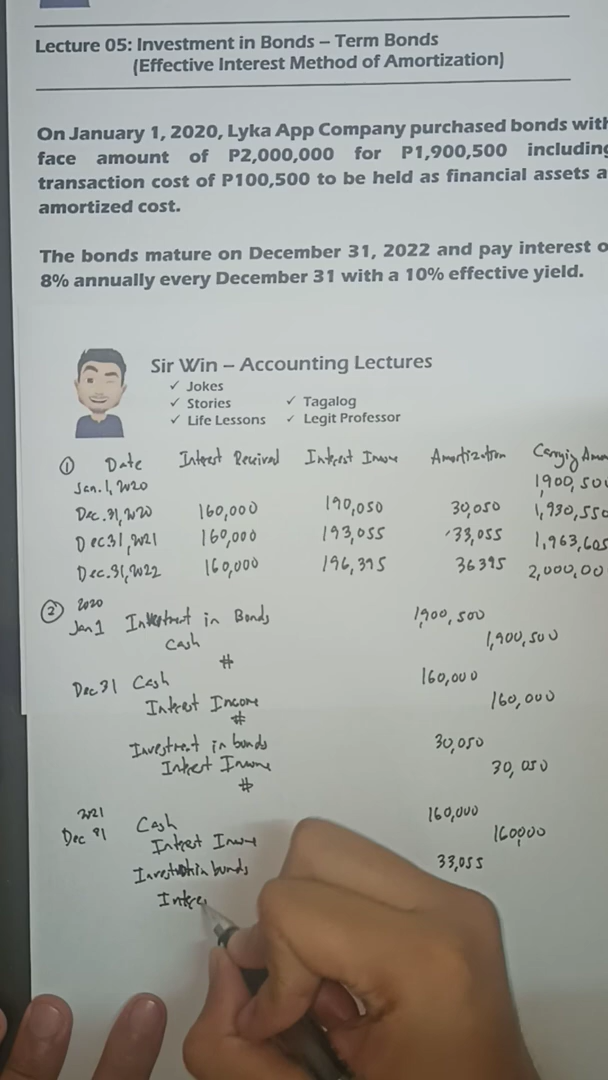 Lecture 05: Investment in Bonds – Term Bonds
(Effective Interest Method of Amortization)
On January 1, 2020, Lyka App Company purchased bonds with
face amount of P2,000,000 for P1,900,500 including
transaction cost of P100,500 to be held as financial assets a
amortized cost.
The bonds mature on December 31, 2022 and pay interest o
8% annually every December 31 with a 10% effective yield.
Sir Win – Accounting Lectures
✓ Jokes
✓ Stories ✓ Tagalog
✓ Life Lessons ✓ Legit Professor
① Date Interest Received Interest Income Amortization Carrying Amo
Jan. 1, 2020 1,900,500
Dec. 31, 2020 160,000 190,050 30,050 1,930,550
Dec 31, 2021 160,000 193,055 33,055 1,963,605
Dec. 31, 2022 160,000 196,395 36395 2,000,00
② 2020
Jan 1 Investment in Bonds 1,900,500
Cash 1,900,500
#
Dec 31 Cash 160,000
Interest Income 160,000
#
Investment in bonds 30,050
Interest Income 30,050
#
2021
Dec 31 Cash 160,000
Interest Income 160,000
Investment in bonds 33,055
Intere